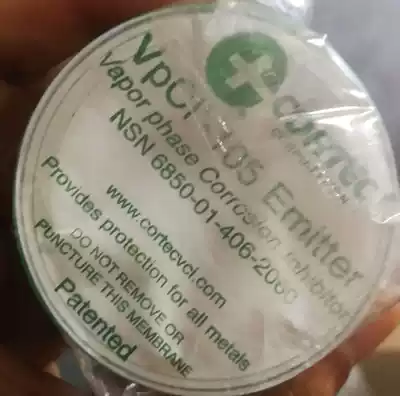 CORTEC
VpCI-105 Emitter
Vapor phase Corrosion Inhibitor
NSN 6850-01-406-2060
www.cortecvci.com
Provides protection for all metals
DO NOT REMOVE OR
PUNCTURE THIS MEMBRANE
Patented